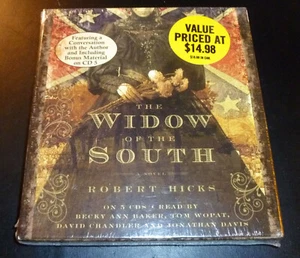 Featuring a
Conversation
with the Author
and Including
Bonus Material
on CD 5
VALUE
PRICED AT
$14.98
THE
WIDOW
OF THE
SOUTH
A NOVEL
ROBERT HICKS
ON 5 CDS • READ BY
BECKY ANN BAKER, TOM WOPAT,
DAVID CHANDLER AND JONATHAN DAVIS